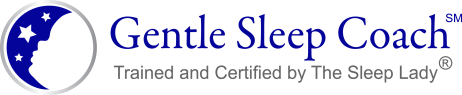 Gentle Sleep Coach℠
Trained and Certified by The Sleep Lady®